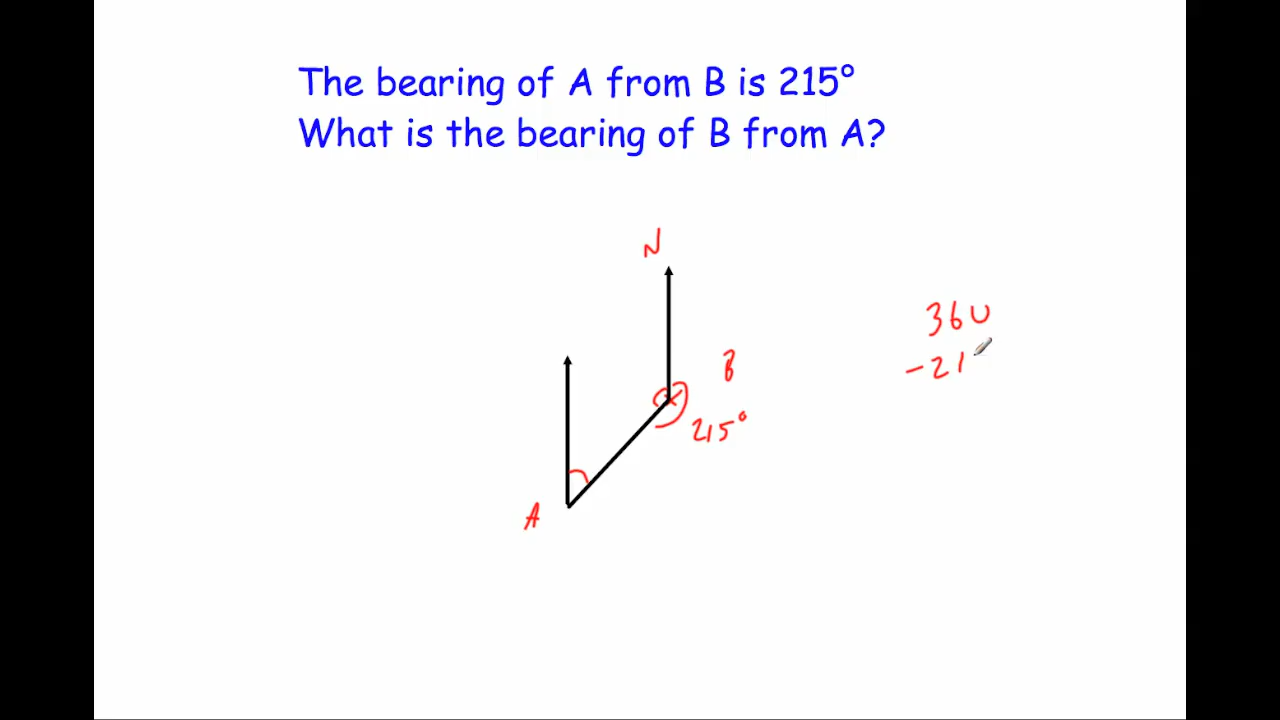 The bearing of A from B is 215°
What is the bearing of B from A?
N
360
-21
B
215°
A